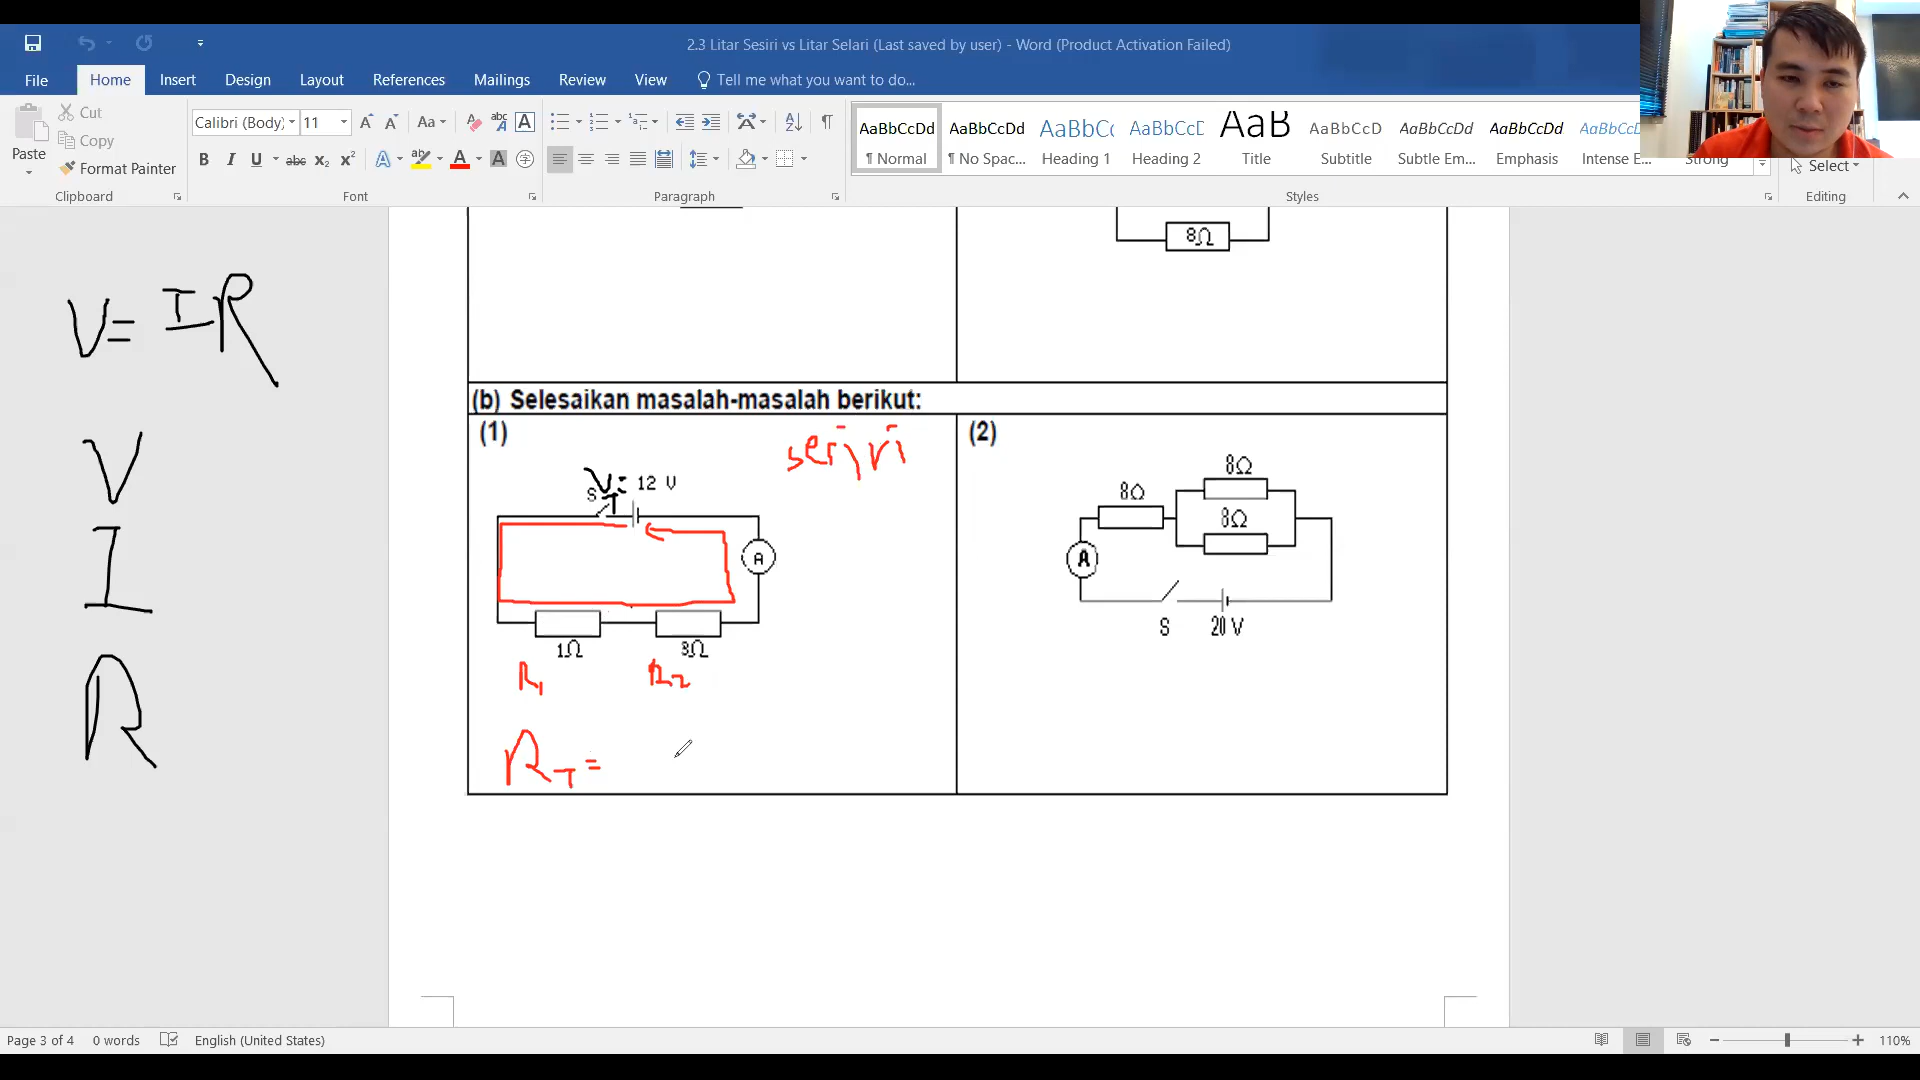 2.3 Litar Sesiri vs Litar Selari (Last saved by user) - Word (Product Activation Failed)
File Home Insert Design Layout References Mailings Review View Tell me what you want to do...
Cut
Copy
Format Painter
Paste
Clipboard
Calibri (Body) 11
Font
Paragraph
AaBbCcDd AaBbCcDd AaBbCc AaBbCcD AaB AaBbCcD AaBbCcDd AaBbCcDd AaBbCcDd
¶ Normal ¶ No Spac... Heading 1 Heading 2 Title Subtitle Subtle Em... Emphasis Intense E... Strong
Styles
Select
Editing
8Ω
V= IR
V
I
R
(b) Selesaikan masalah-masalah berikut:
(1)
sesiri
V= 12 V
S
A
1Ω
R1 R2
RT =
(2)
8Ω
8Ω
8Ω
A
S 20 V
Page 3 of 4 0 words English (United States) 110%